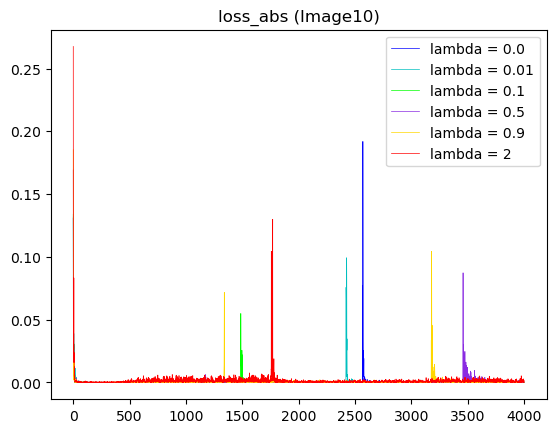 loss_abs (Image10)
lambda = 0.0
lambda = 0.01
lambda = 0.1
lambda = 0.5
lambda = 0.9
lambda = 2
0.25
0.20
0.15
0.10
0.05
0.00
0 500 1000 1500 2000 2500 3000 3500 4000